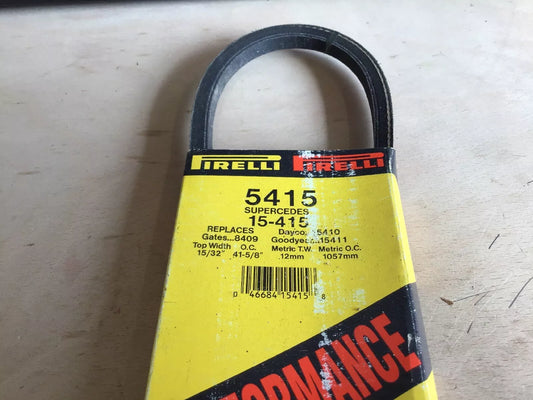 PIRELLI PIRELLI
5415
SUPERCEDES
15-415
REPLACES
Gates...8409
Dayco...15410
Goodyear...15411
Top Width O.C. Metric T.W. Metric O.C.
15/32" 41-5/8" 12mm 1057mm
0 46684 15415 8